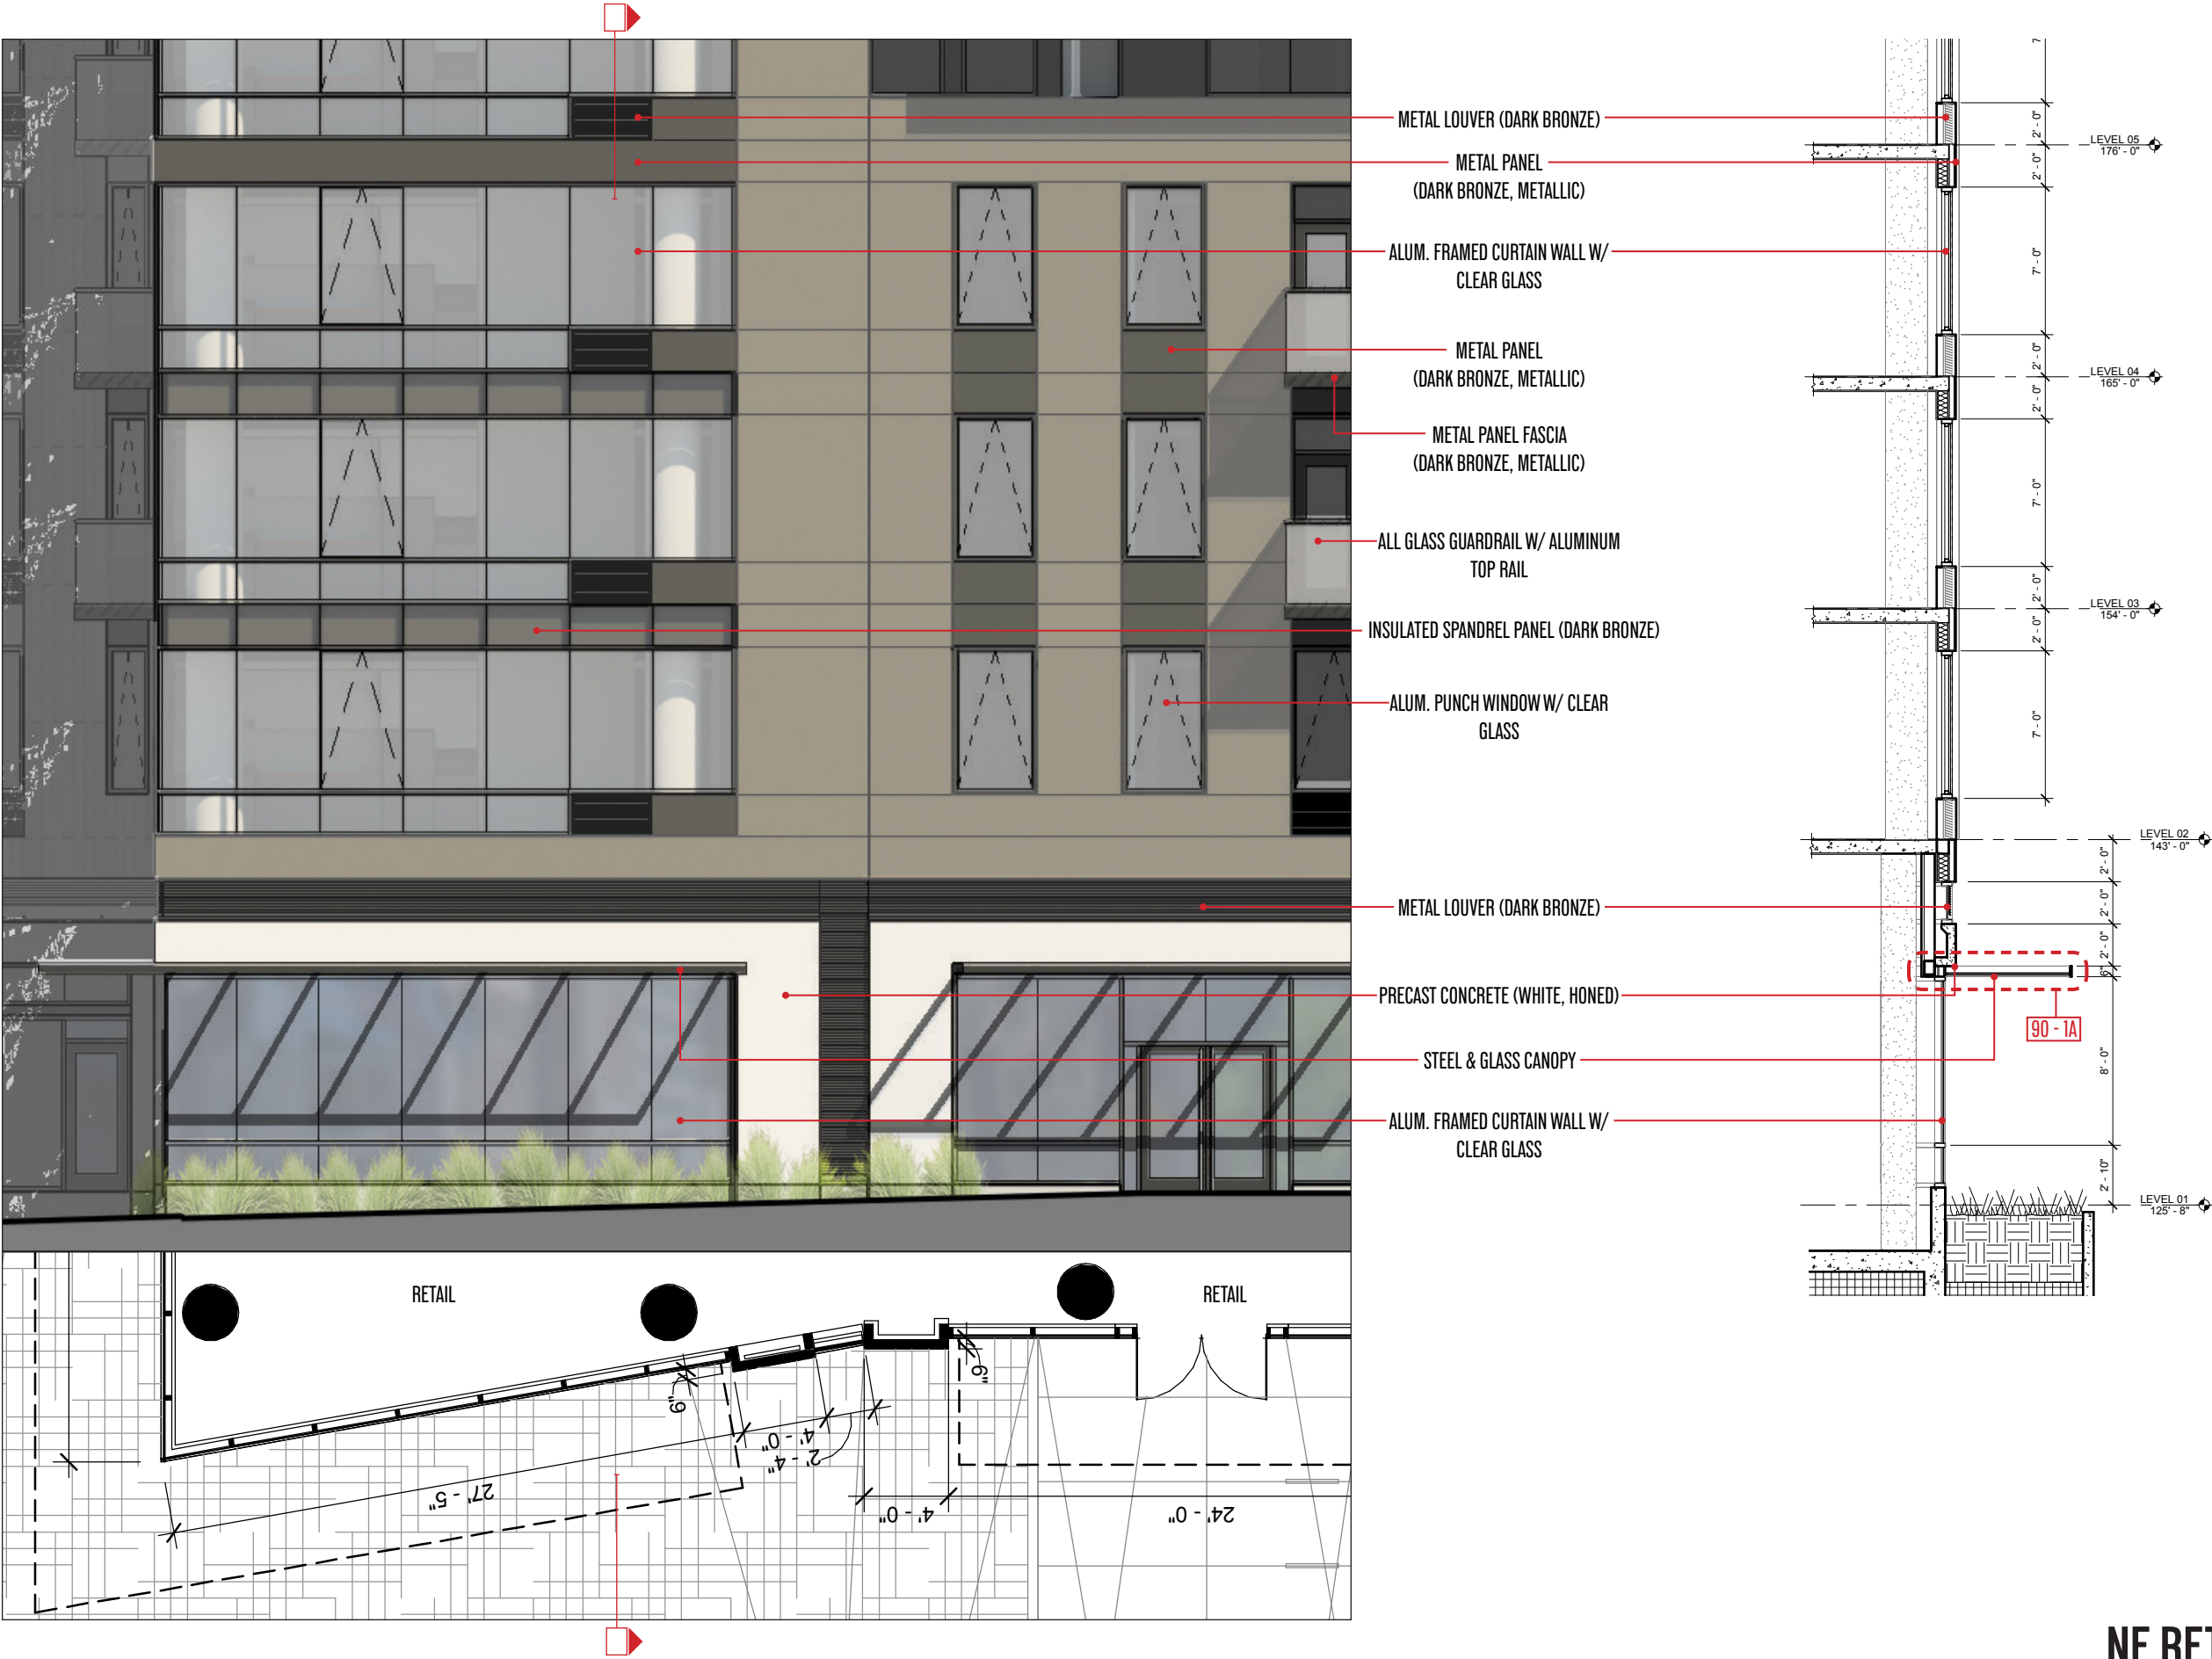 METAL LOUVER (DARK BRONZE)
METAL PANEL
(DARK BRONZE, METALLIC)
ALUM. FRAMED CURTAIN WALL W/
CLEAR GLASS
METAL PANEL
(DARK BRONZE, METALLIC)
METAL PANEL FASCIA
(DARK BRONZE, METALLIC)
ALL GLASS GUARDRAIL W/ ALUMINUM
TOP RAIL
INSULATED SPANDREL PANEL (DARK BRONZE)
ALUM. PUNCH WINDOW W/ CLEAR
GLASS
METAL LOUVER (DARK BRONZE)
PRECAST CONCRETE (WHITE, HONED)
STEEL & GLASS CANOPY
ALUM. FRAMED CURTAIN WALL W/
CLEAR GLASS
7
2' - 0"
LEVEL 05
176' - 0"
2' - 0"
7' - 0"
2' - 0"
LEVEL 04
165' - 0"
2' - 0"
7' - 0"
2' - 0"
LEVEL 03
154' - 0"
2' - 0"
7' - 0"
LEVEL 02
143' - 0"
2' - 0"
2' - 0"
2' - 0"
6"
90 - 1A
8' - 0"
2' - 10"
LEVEL 01
125' - 8"
RETAIL
RETAIL
6"
9"
4' - 0"
2' - 4"
27' - 5"
4' - 0"
24' - 0"